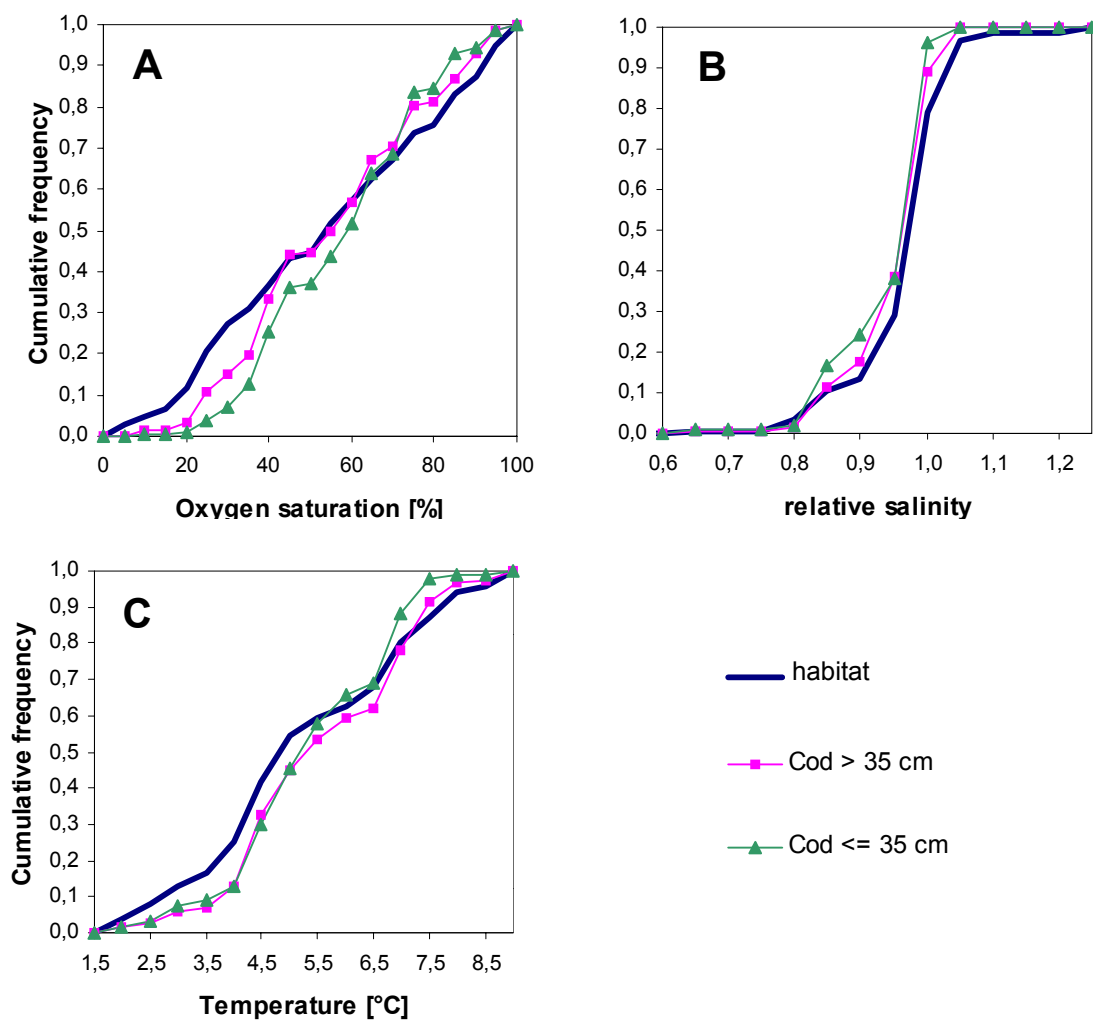 A
Cumulative frequency
1,0
0,9
0,8
0,7
0,6
0,5
0,4
0,3
0,2
0,1
0,0
0 20 40 60 80 100
Oxygen saturation [%]
B
1,0
0,9
0,8
0,7
0,6
0,5
0,4
0,3
0,2
0,1
0,0
0,6 0,7 0,8 0,9 1,0 1,1 1,2
relative salinity
C
Cumulative frequency
1,0
0,9
0,8
0,7
0,6
0,5
0,4
0,3
0,2
0,1
0,0
1,5 2,5 3,5 4,5 5,5 6,5 7,5 8,5
Temperature [°C]
habitat
Cod > 35 cm
Cod <= 35 cm